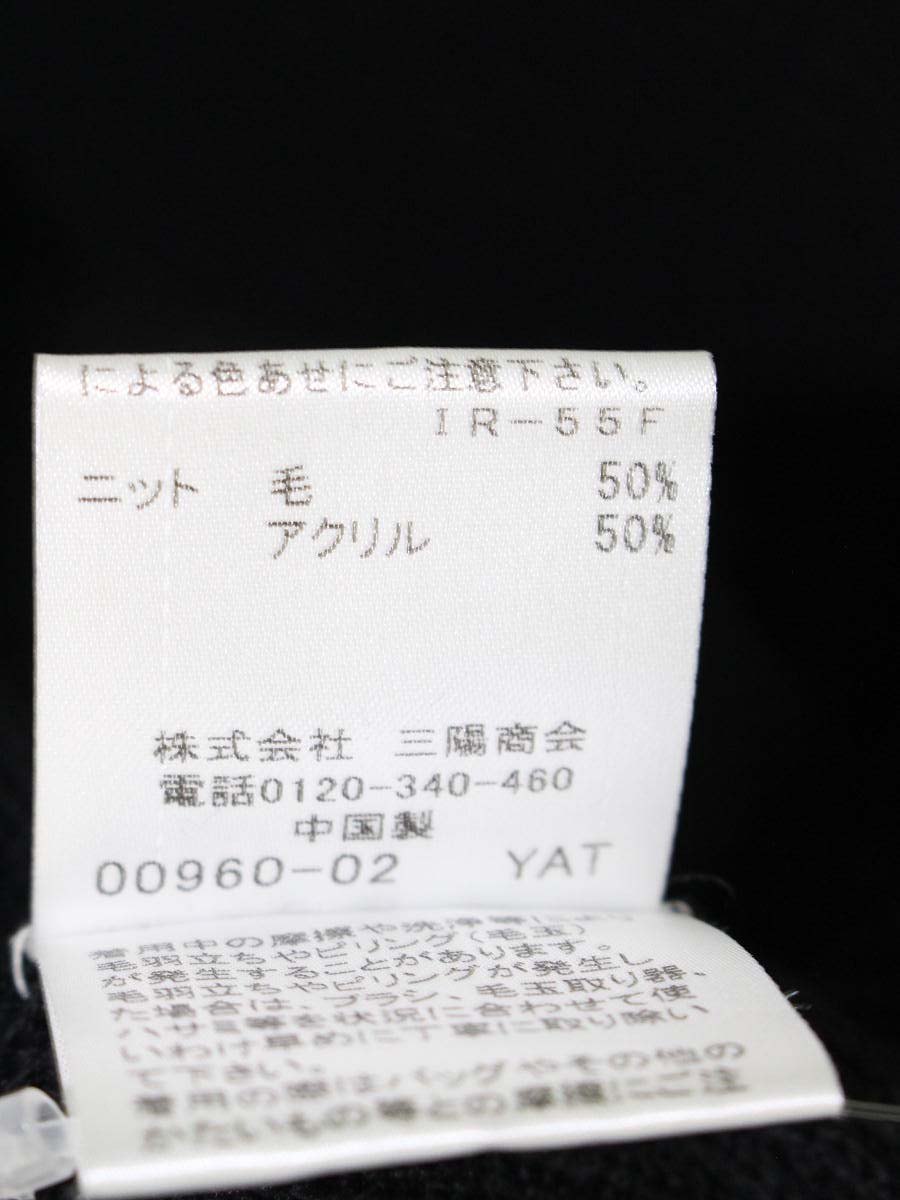 による色あせにご注意下さい。
IR-55F
ニット 毛 50%
アクリル 50%
株式会社 三陽商会
電話0120-340-460
中国製
00960-02 YAT
着用中の摩擦や洗浄等により
毛羽立ちやピリング(毛玉)
が発生することがあります。
毛羽立ちやピリングが発生し
た場合は、ブラシ、毛玉取り器、
ハサミ等を状況に合わせて使
いわけ早めに丁寧に取り除い
て下さい。
着用の際はバッグやその他の
かたいもの等との摩擦にご注